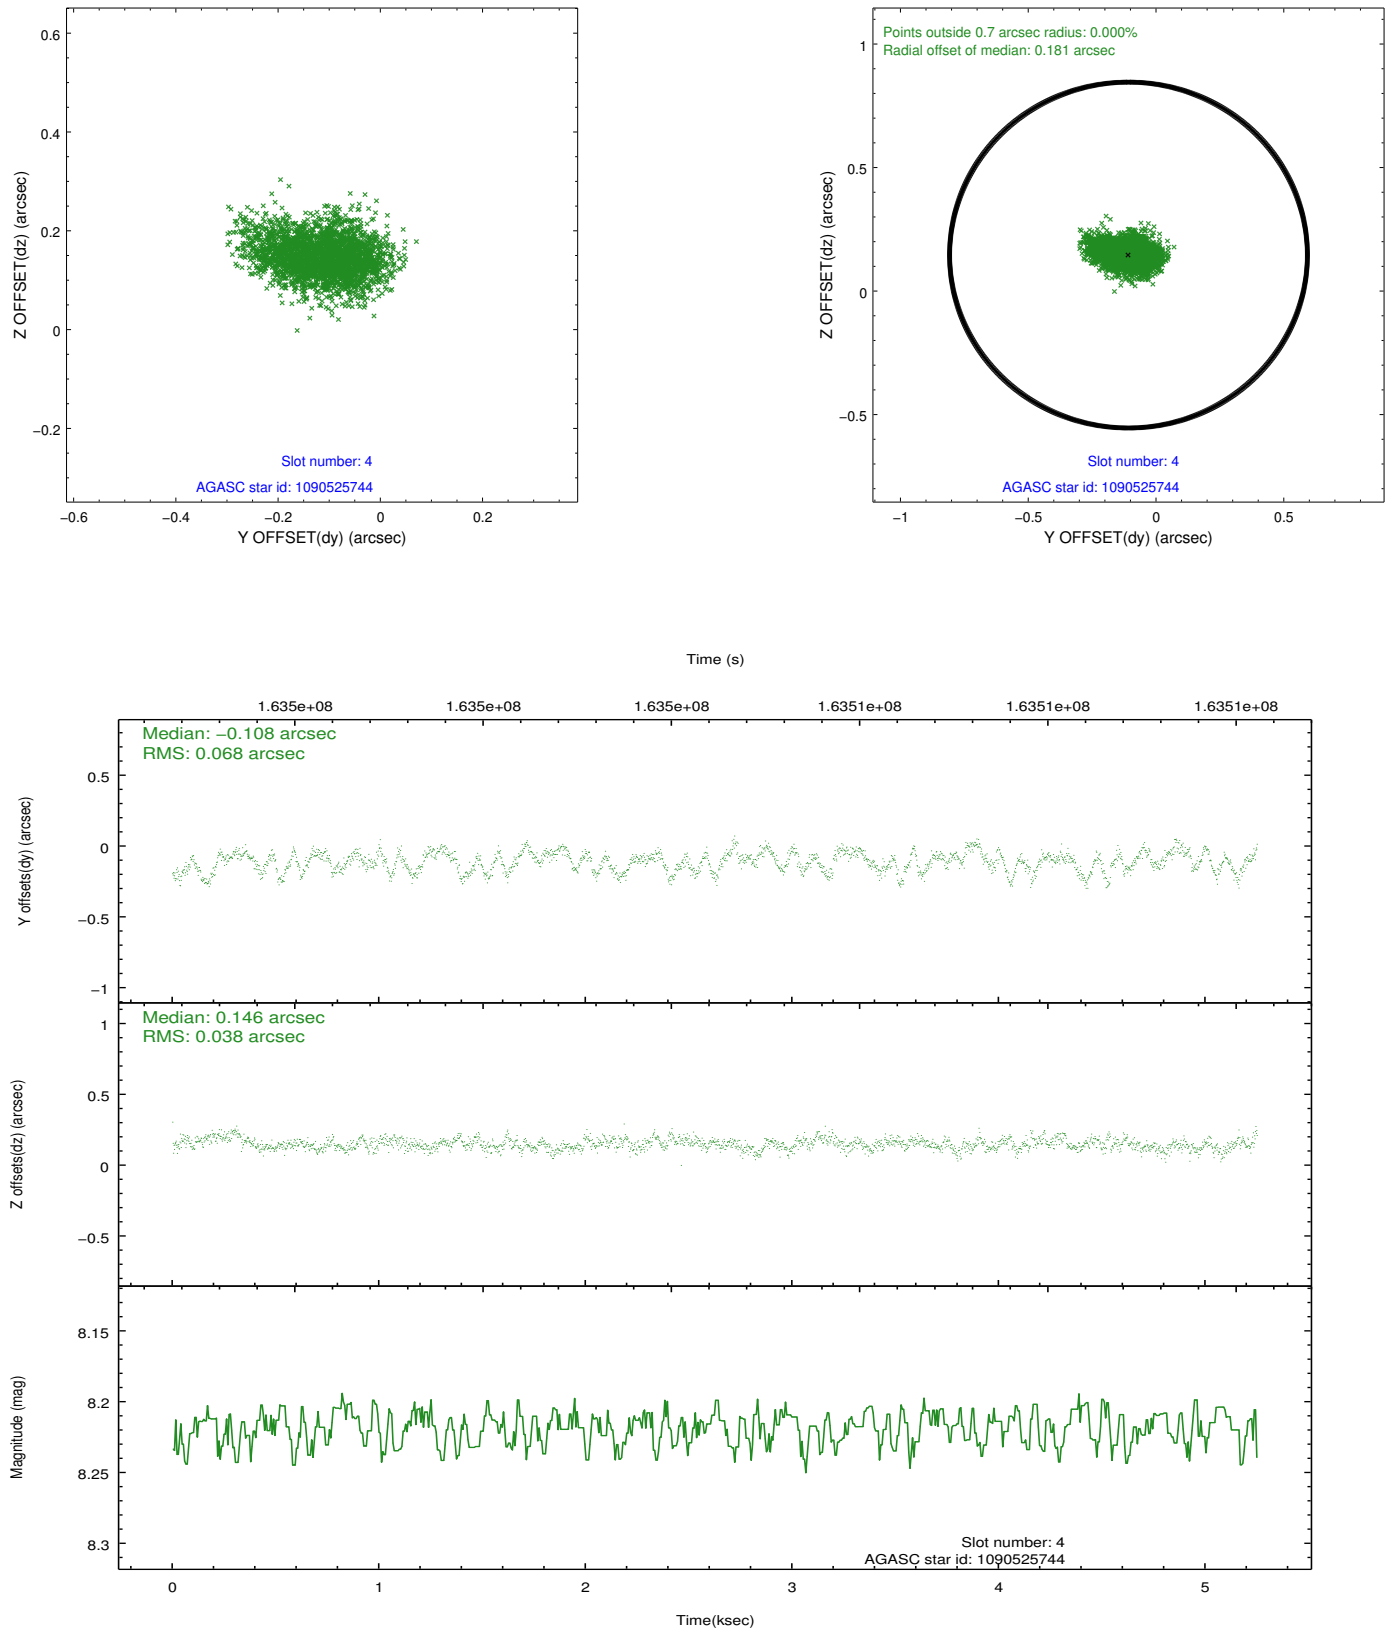 0.6
0.4
0.2
0
−0.2
Z OFFSET(dz) (arcsec)
Slot number: 4
AGASC star id: 1090525744
−0.6 −0.4 −0.2 0 0.2
Y OFFSET(dy) (arcsec)
Points outside 0.7 arcsec radius: 0.000%
Radial offset of median: 0.181 arcsec
1
0.5
0
−0.5
Z OFFSET(dz) (arcsec)
Slot number: 4
AGASC star id: 1090525744
−1 −0.5 0 0.5
Y OFFSET(dy) (arcsec)
Time (s)
1.635e+08 1.635e+08 1.635e+08 1.6351e+08 1.6351e+08 1.6351e+08
Median: −0.108 arcsec
RMS: 0.068 arcsec
0.5
0
−0.5
−1
Y offsets(dy) (arcsec)
Median: 0.146 arcsec
RMS: 0.038 arcsec
1
0.5
0
−0.5
Z offsets(dz) (arcsec)
8.15
8.2
8.25
8.3
Magnitude (mag)
Slot number: 4
AGASC star id: 1090525744
0 1 2 3 4 5
Time(ksec)